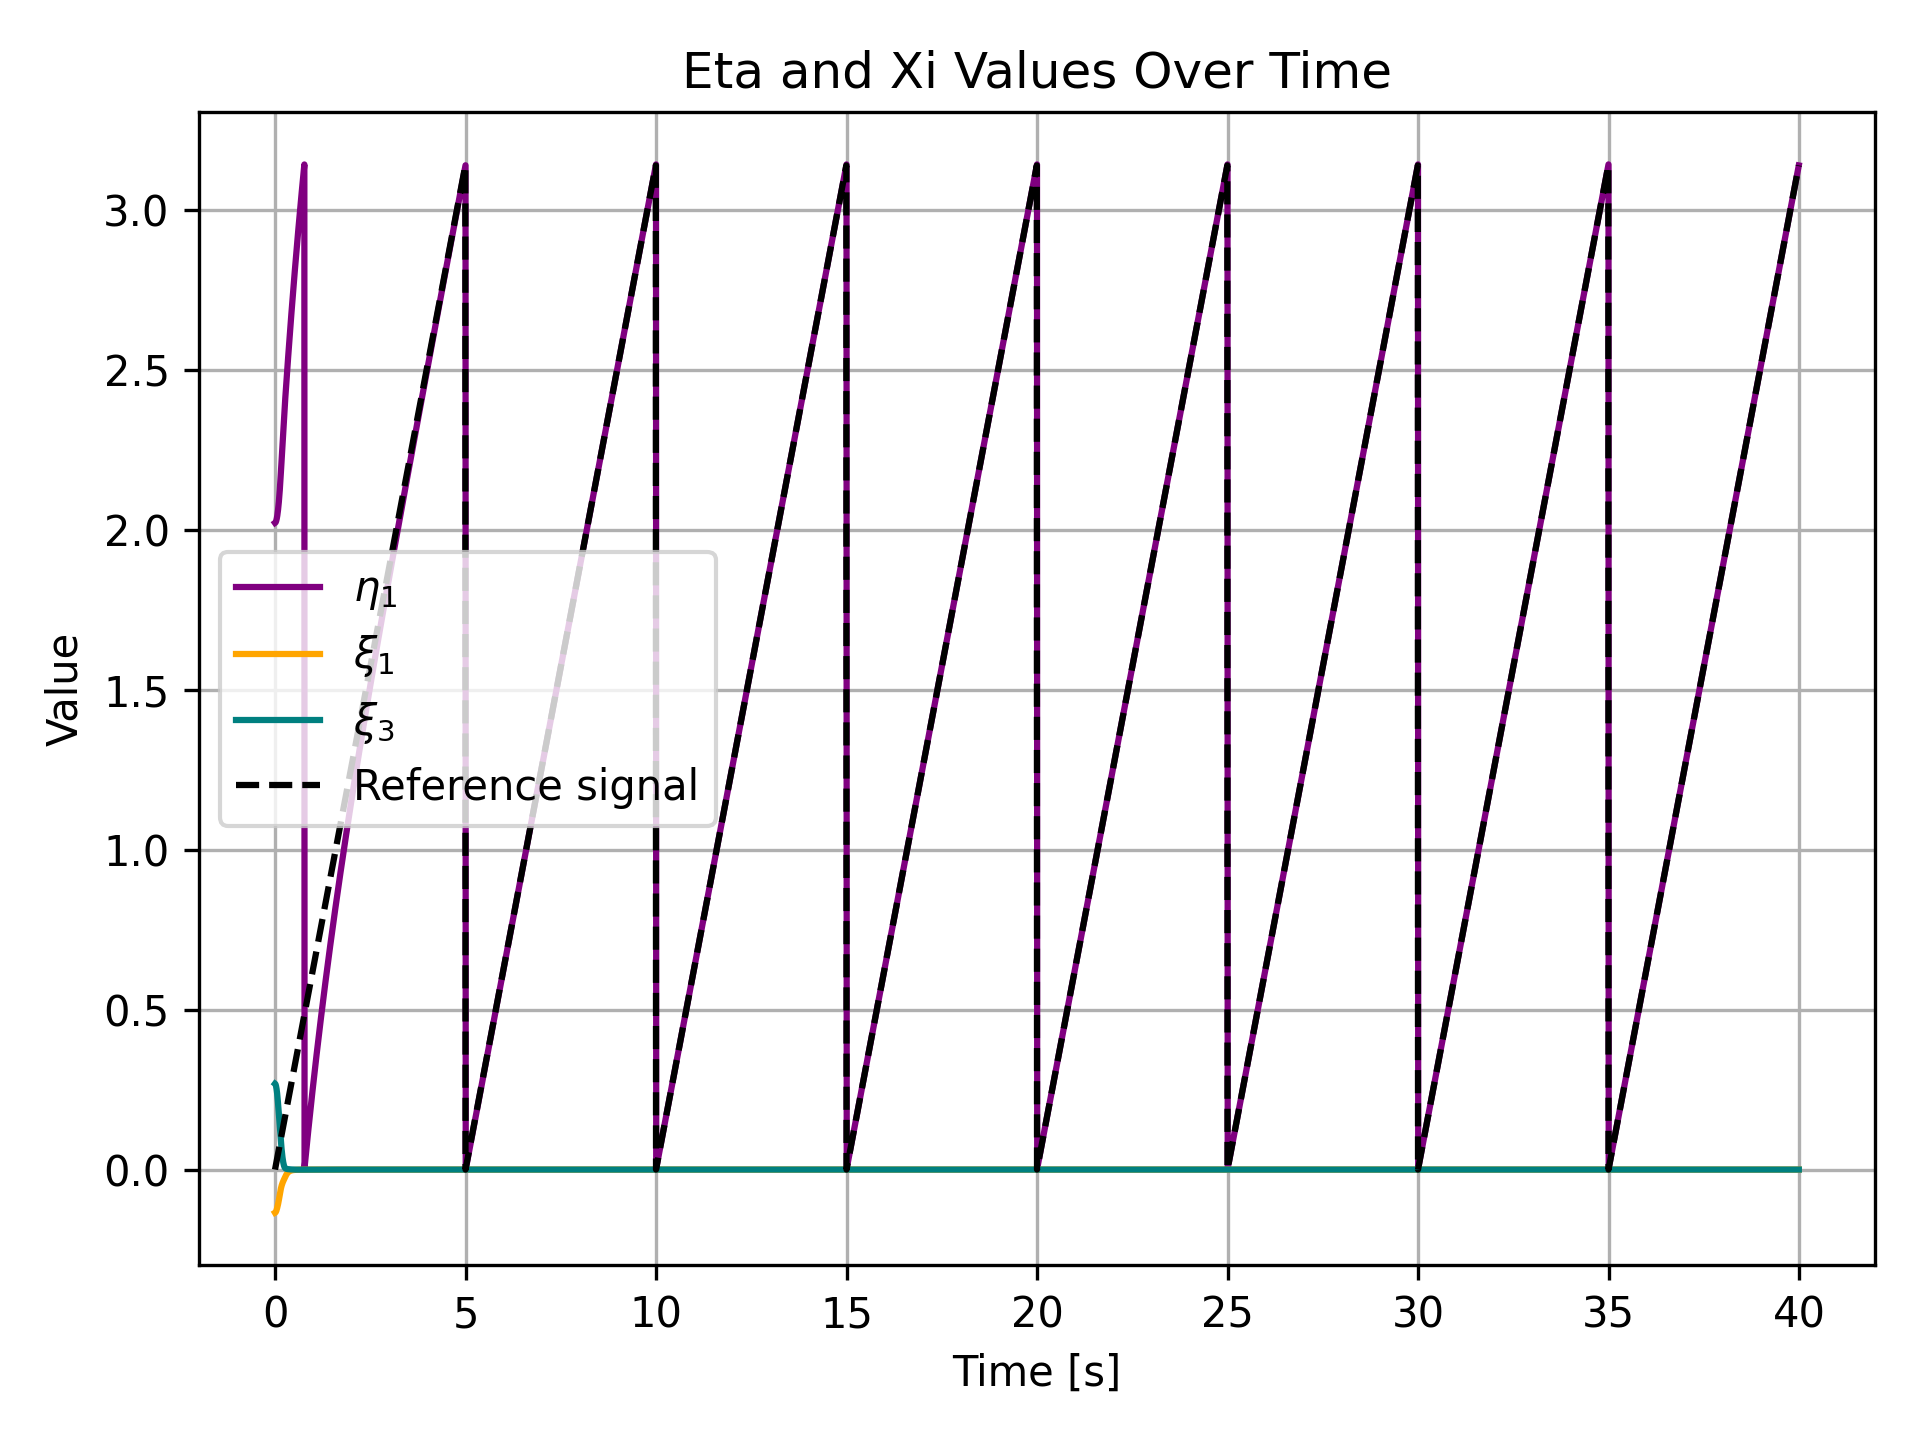 Eta and Xi Values Over Time
Value
3.0
2.5
2.0
1.5
1.0
0.5
0.0
η₁
ξ₁
ξ₃
Reference signal
0 5 10 15 20 25 30 35 40
Time [s]